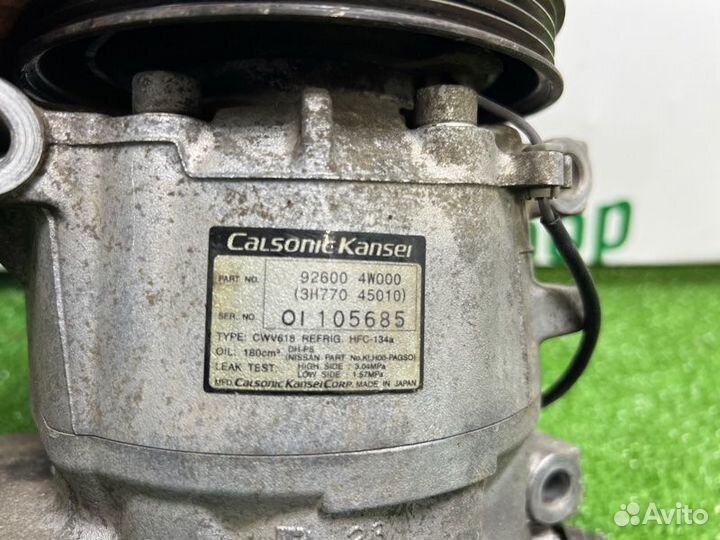 CALSONIC KANSEI
PART NO. 92600 4W000
(3H770 45010)
SER. NO. 01 105685
TYPE: CWV618 REFRIG. HFC-134a
OIL: 180cm³ DH-PS
(NISSAN PART No.KLH00-PAGS0)
LEAK TEST: HIGH SIDE : 3.04MPa
LOW SIDE : 1.57MPa
MFD. CALSONIC KANSEI CORP. MADE IN JAPAN
Avito